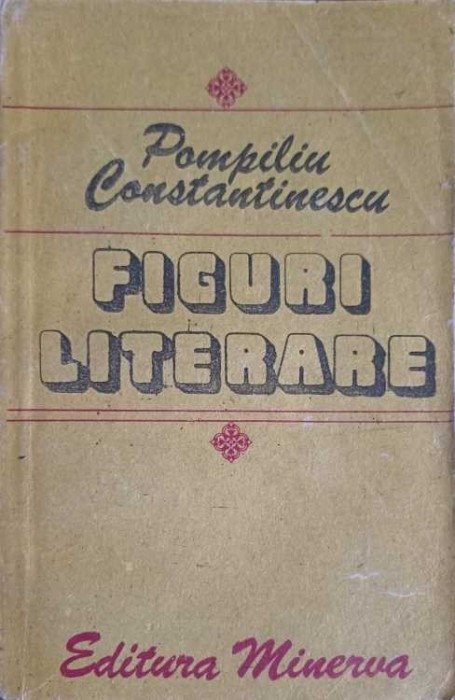 Pompiliu
Constantinescu
FIGURI
LITERARE
Editura Minerva